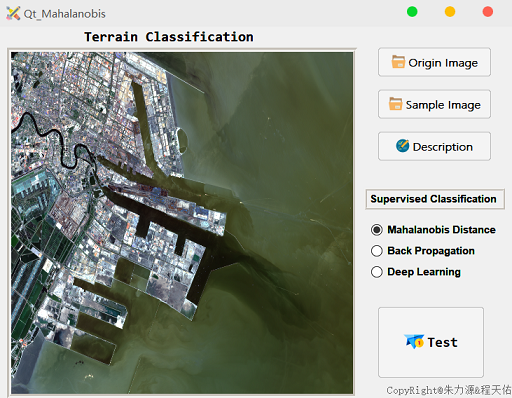 Qt_Mahalanobis
Terrain Classification
Origin Image
Sample Image
Description
Supervised Classification
Mahalanobis Distance
Back Propagation
Deep Learning
Test
CopyRight@朱力源&程天佑